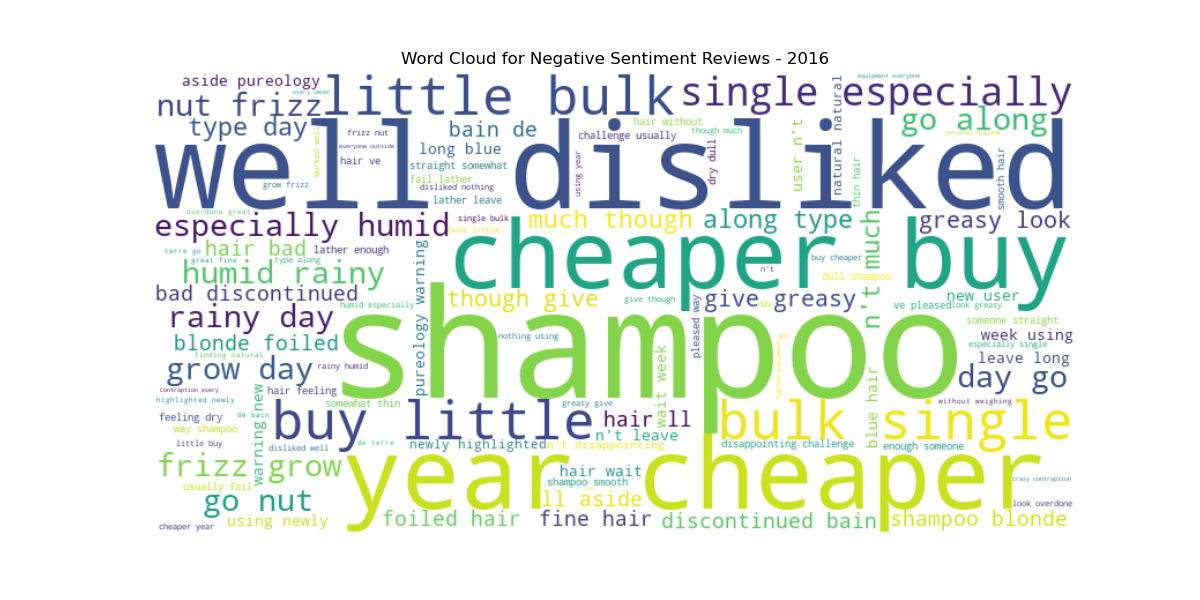 Word Cloud for Negative Sentiment Reviews - 2016
aside pureology
every owner
nut frizz
little bulk
single especially
equipment everyone
type day
well disliked
worked well
frizz nut
everyone outside
hair ve
grow frizz
bain de
long blue
straight somewhat
fail lather
disliked nothing
lather leave
hair without
challenge usually
though much
using year
dry dull
user n't
natural natural
go along
personal hygiene
thin hair
smooth hair
overdone great
especially humid
single bulk
bulk little
much though
along type
greasy look
terre go
hair bad
lather enough
great fine
type along
humid rainy
cheaper buy
buy cheaper
n't
dull shampoo
n't much
bad discontinued
humid especially
pureology warning
though give
give though
pleased way
give greasy
day
ve pleased
new user
look greasy
rainy day
shampoo
someone straight
blonde foiled
nothing using
week using
especially single
finding natural
grow day
rainy humid
wait week
leave long
day go
contraption every
highlighted newly
hair feeling
warning new
somewhat thin
greasy give
blue hair
without weighing
feeling dry
de bain
way shampoo
buy little
hair ll
bulk single
little buy
disliked well
de terre
newly highlighted
n't leave
n't disappointing
disappointing challenge
enough someone
frizz grow
year cheaper
hair wait
shampoo smooth
crazy contraption
usually fail
go nut
ll aside
look overdone
using newly
foiled hair
fine hair
discontinued bain
shampoo blonde
cheaper year